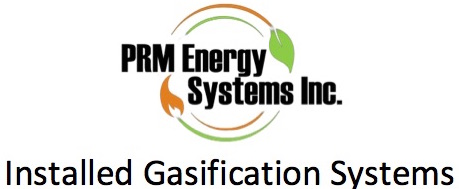 PRM Energy
Systems Inc.
Installed Gasification Systems